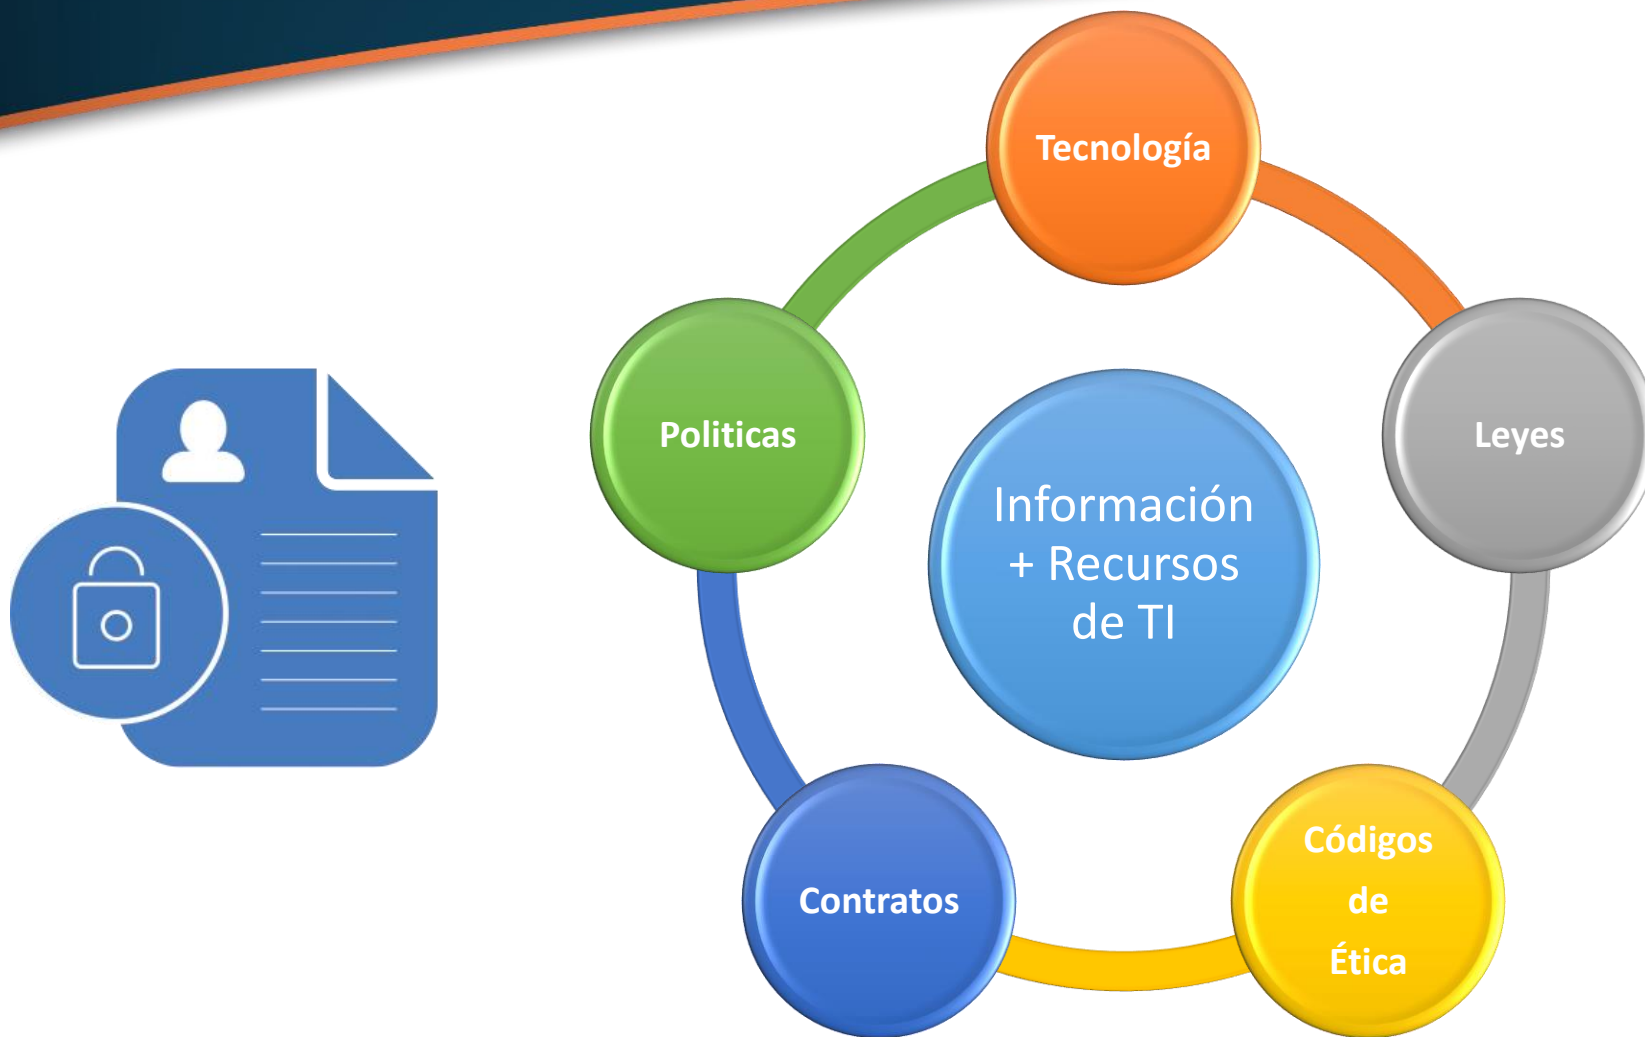 Tecnología
Politicas
Leyes
Información
+ Recursos
de TI
Contratos
Códigos
de
Ética